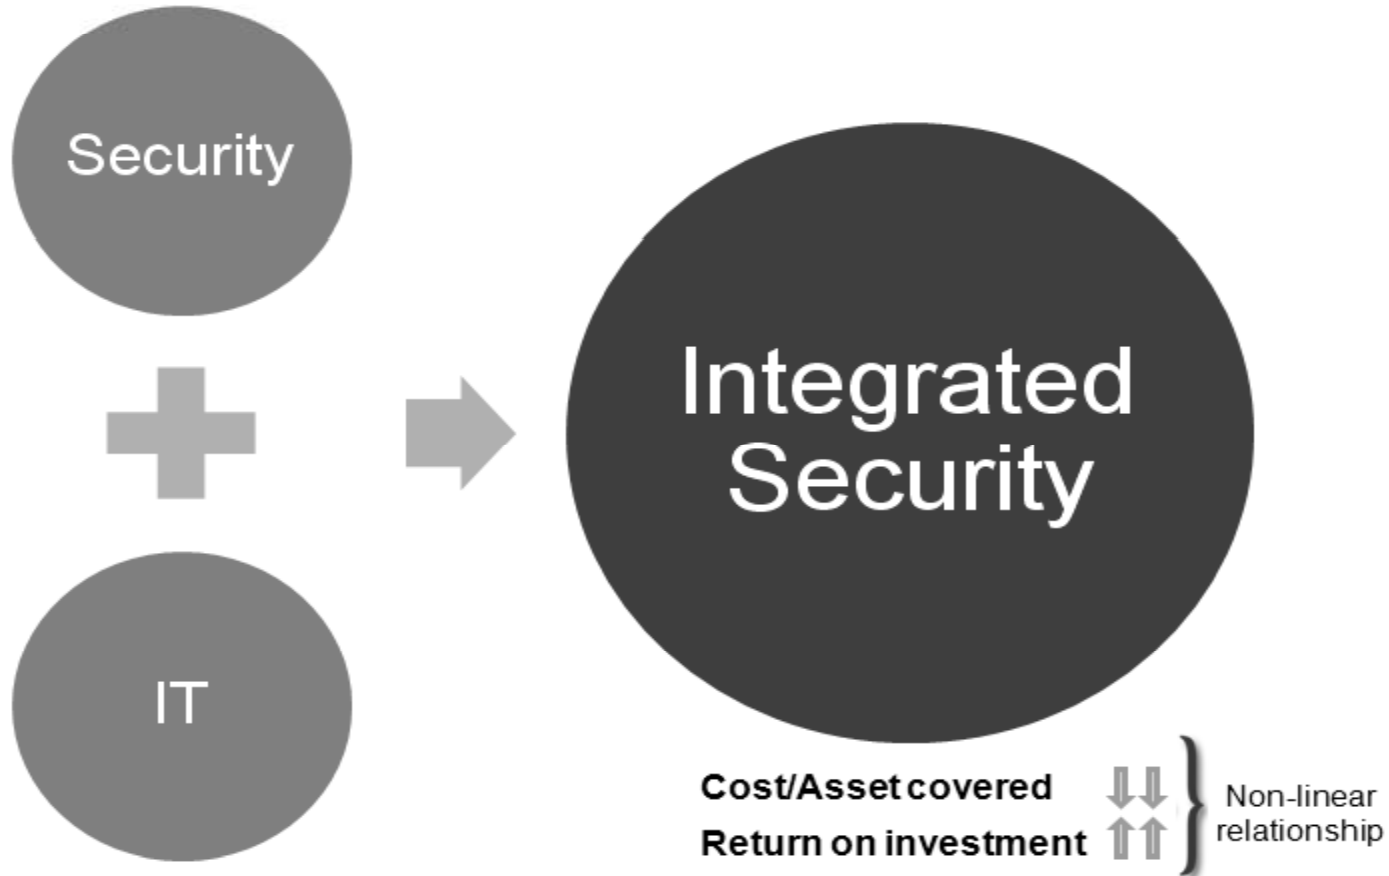 Security
IT
Integrated
Security
Cost/Asset covered
Return on investment
Non-linear
relationship